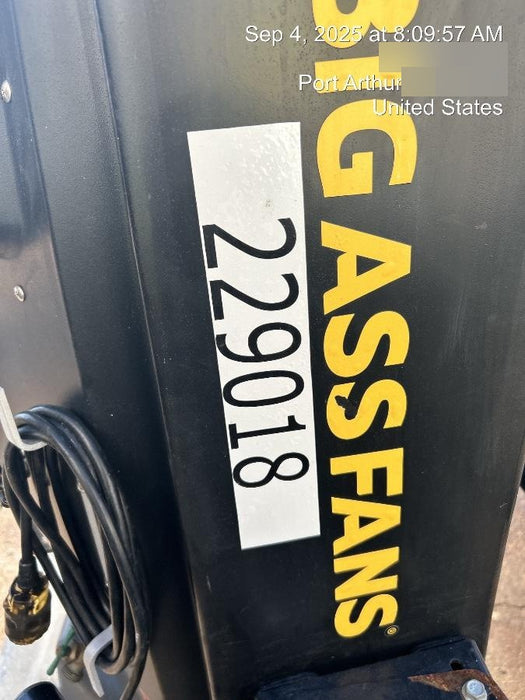 Sep 4, 2025 at 8:09:57 AM
Port Arthur
United States
BIG ASS FANS®
229018